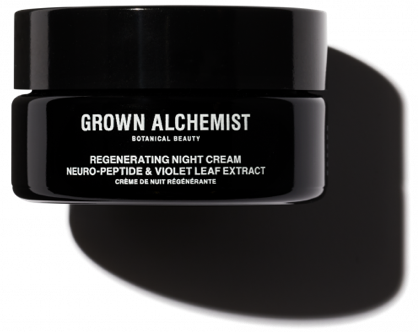 GROWN ALCHEMIST
BOTANICAL BEAUTY
REGENERATING NIGHT CREAM
NEURO-PEPTIDE & VIOLET LEAF EXTRACT
CRÈME DE NUIT RÉGÉNÉRANTE